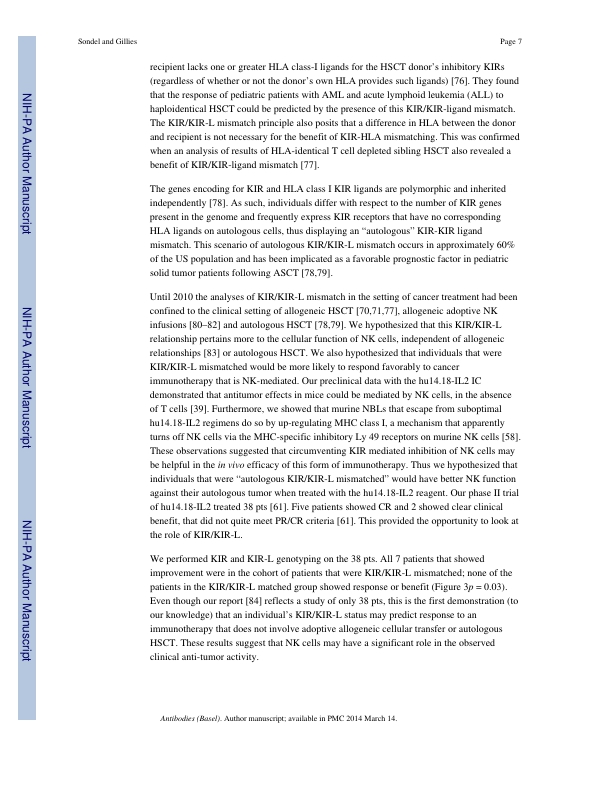 Sondel and Gillies
Page 7
NIH-PA Author Manuscript
NIH-PA Author Manuscript
NIH-PA Author Manuscript
recipient lacks one or greater HLA class-I ligands for the HSCT donor's inhibitory KIRs
(regardless of whether or not the donor's own HLA provides such ligands) [76]. They found
that the response of pediatric patients with AML and acute lymphoid leukemia (ALL) to
haploidentical HSCT could be predicted by the presence of this KIR/KIR-ligand mismatch.
The KIR/KIR-L mismatch principle also posits that a difference in HLA between the donor
and recipient is not necessary for the benefit of KIR-HLA mismatching. This was confirmed
when an analysis of results of HLA-identical T cell depleted sibling HSCT also revealed a
benefit of KIR/KIR-ligand mismatch [77].
The genes encoding for KIR and HLA class I KIR ligands are polymorphic and inherited
independently [78]. As such, individuals differ with respect to the number of KIR genes
present in the genome and frequently express KIR receptors that have no corresponding
HLA ligands on autologous cells, thus displaying an “autologous” KIR-KIR ligand
mismatch. This scenario of autologous KIR/KIR-L mismatch occurs in approximately 60%
of the US population and has been implicated as a favorable prognostic factor in pediatric
solid tumor patients following ASCT [78,79].
Until 2010 the analyses of KIR/KIR-L mismatch in the setting of cancer treatment had been
confined to the clinical setting of allogeneic HSCT [70,71,77], allogeneic adoptive NK
infusions [80–82] and autologous HSCT [78,79]. We hypothesized that this KIR/KIR-L
relationship pertains more to the cellular function of NK cells, independent of allogeneic
relationships [83] or autologous HSCT. We also hypothesized that individuals that were
KIR/KIR-L mismatched would be more likely to respond favorably to cancer
immunotherapy that is NK-mediated. Our preclinical data with the hu14.18-IL2 IC
demonstrated that antitumor effects in mice could be mediated by NK cells, in the absence
of T cells [39]. Furthermore, we showed that murine NBLs that escape from suboptimal
hu14.18-IL2 regimens do so by up-regulating MHC class I, a mechanism that apparently
turns off NK cells via the MHC-specific inhibitory Ly 49 receptors on murine NK cells [58].
These observations suggested that circumventing KIR mediated inhibition of NK cells may
be helpful in the in vivo efficacy of this form of immunotherapy. Thus we hypothesized that
individuals that were “autologous KIR/KIR-L mismatched” would have better NK function
against their autologous tumor when treated with the hu14.18-IL2 reagent. Our phase II trial
of hu14.18-IL2 treated 38 pts [61]. Five patients showed CR and 2 showed clear clinical
benefit, that did not quite meet PR/CR criteria [61]. This provided the opportunity to look at
the role of KIR/KIR-L.
We performed KIR and KIR-L genotyping on the 38 pts. All 7 patients that showed
improvement were in the cohort of patients that were KIR/KIR-L mismatched; none of the
patients in the KIR/KIR-L matched group showed response or benefit (Figure 3p = 0.03).
Even though our report [84] reflects a study of only 38 pts, this is the first demonstration (to
our knowledge) that an individual's KIR/KIR-L status may predict response to an
immunotherapy that does not involve adoptive allogeneic cellular transfer or autologous
HSCT. These results suggest that NK cells may have a significant role in the observed
clinical anti-tumor activity.
Antibodies (Basel). Author manuscript; available in PMC 2014 March 14.